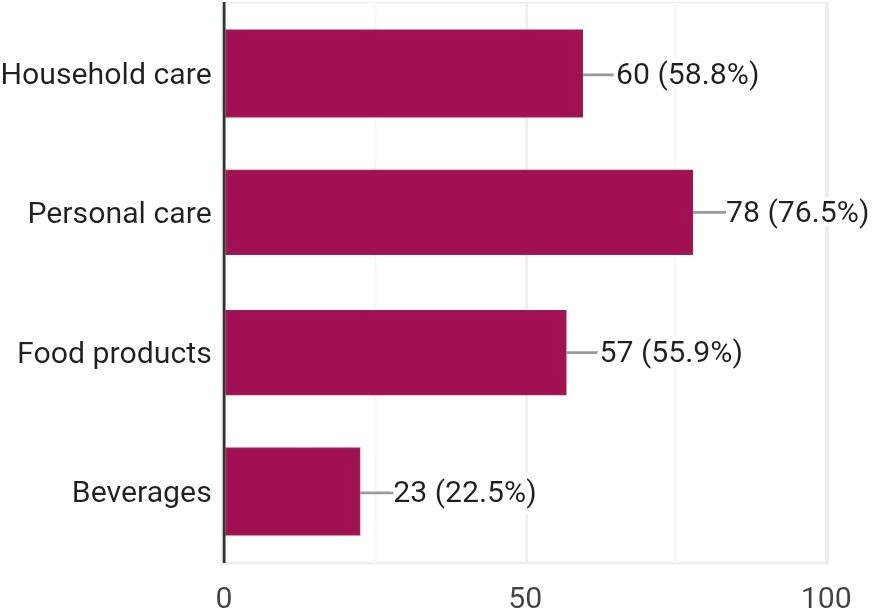 Household care
60 (58.8%)
Personal care
78 (76.5%)
Food products
57 (55.9%)
Beverages
23 (22.5%)
0
50
100